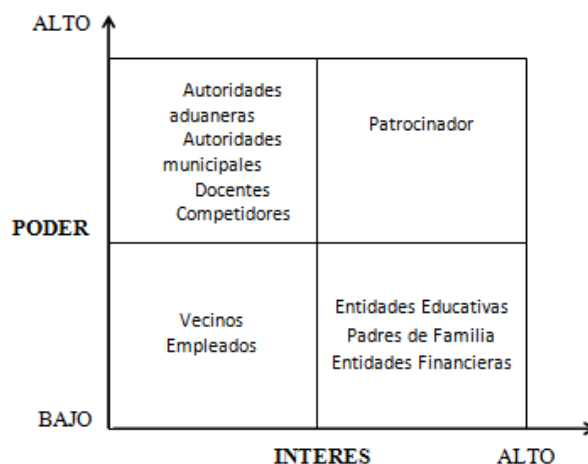 ALTO
Autoridades
aduaneras
Autoridades
municipales
Docentes
Competidores
Patrocinador
PODER
Vecinos
Empleados
Entidades Educativas
Padres de Familia
Entidades Financieras
BAJO
INTERES
ALTO